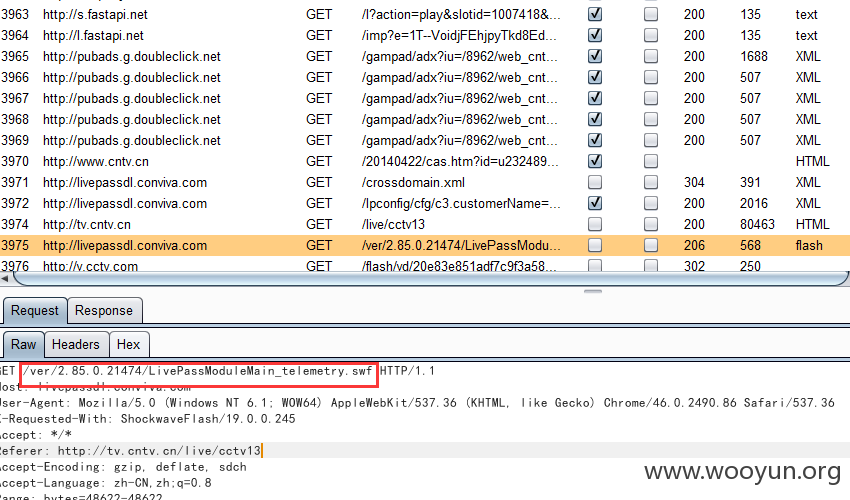 3963 http://s.fastapi.net GET /l?action=play&slotid=1007418&... 200 135 text
3964 http://l.fastapi.net GET /imp?e=1T--VoidjFEhjpyTkd8Ed... 200 135 text
3965 http://pubads.g.doubleclick.net GET /gampad/adx?iu=/8962/web_cnt... 200 1688 XML
3966 http://pubads.g.doubleclick.net GET /gampad/adx?iu=/8962/web_cnt... 200 507 XML
3967 http://pubads.g.doubleclick.net GET /gampad/adx?iu=/8962/web_cnt... 200 507 XML
3968 http://pubads.g.doubleclick.net GET /gampad/adx?iu=/8962/web_cnt... 200 507 XML
3969 http://pubads.g.doubleclick.net GET /gampad/adx?iu=/8962/web_cnt... 200 507 XML
3970 http://www.cntv.cn GET /20140422/cas.htm?id=u232489... HTML
3971 http://livepassdl.conviva.com GET /crossdomain.xml 304 391 XML
3972 http://livepassdl.conviva.com GET /lpconfig/cfg/c3.customerName=... 200 2016 XML
3974 http://tv.cntv.cn GET /live/cctv13 200 80463 HTML
3975 http://livepassdl.conviva.com GET /ver/2.85.0.21474/LivePassModu... 206 568 flash
3976 http://v.cctv.com GET /flash/vd/20e83e851adf7c9f3a58... 302 250
Request Response
Raw Headers Hex
GET /ver/2.85.0.21474/LivePassModuleMain_telemetry.swf HTTP/1.1
Host: livepassdl.conviva.com
User-Agent: Mozilla/5.0 (Windows NT 6.1; WOW64) AppleWebKit/537.36 (KHTML, like Gecko) Chrome/46.0.2490.86 Safari/537.36
X-Requested-With: ShockwaveFlash/19.0.0.245
Accept: */*
Referer: http://tv.cntv.cn/live/cctv13
Accept-Encoding: gzip, deflate, sdch
Accept-Language: zh-CN,zh;q=0.8
Range: bytes=48622-48622
www.wooyun.org